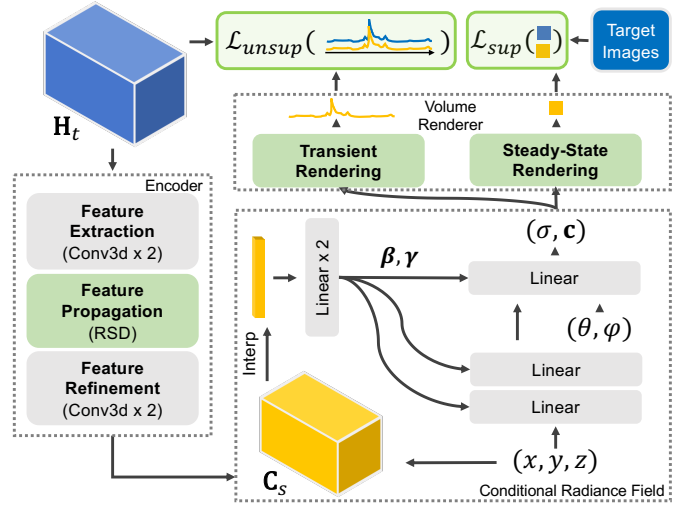 ℒ_unsup( )
ℒ_sup( )
Target
Images
H_t
Volume
Renderer
Transient
Rendering
Steady-State
Rendering
Encoder
Feature
Extraction
(Conv3d x 2)
Feature
Propagation
(RSD)
Feature
Refinement
(Conv3d x 2)
(σ, c)
Linear x 2
β, γ
Linear
(θ, φ)
Interp
Linear
Linear
C_s
(x, y, z)
Conditional Radiance Field